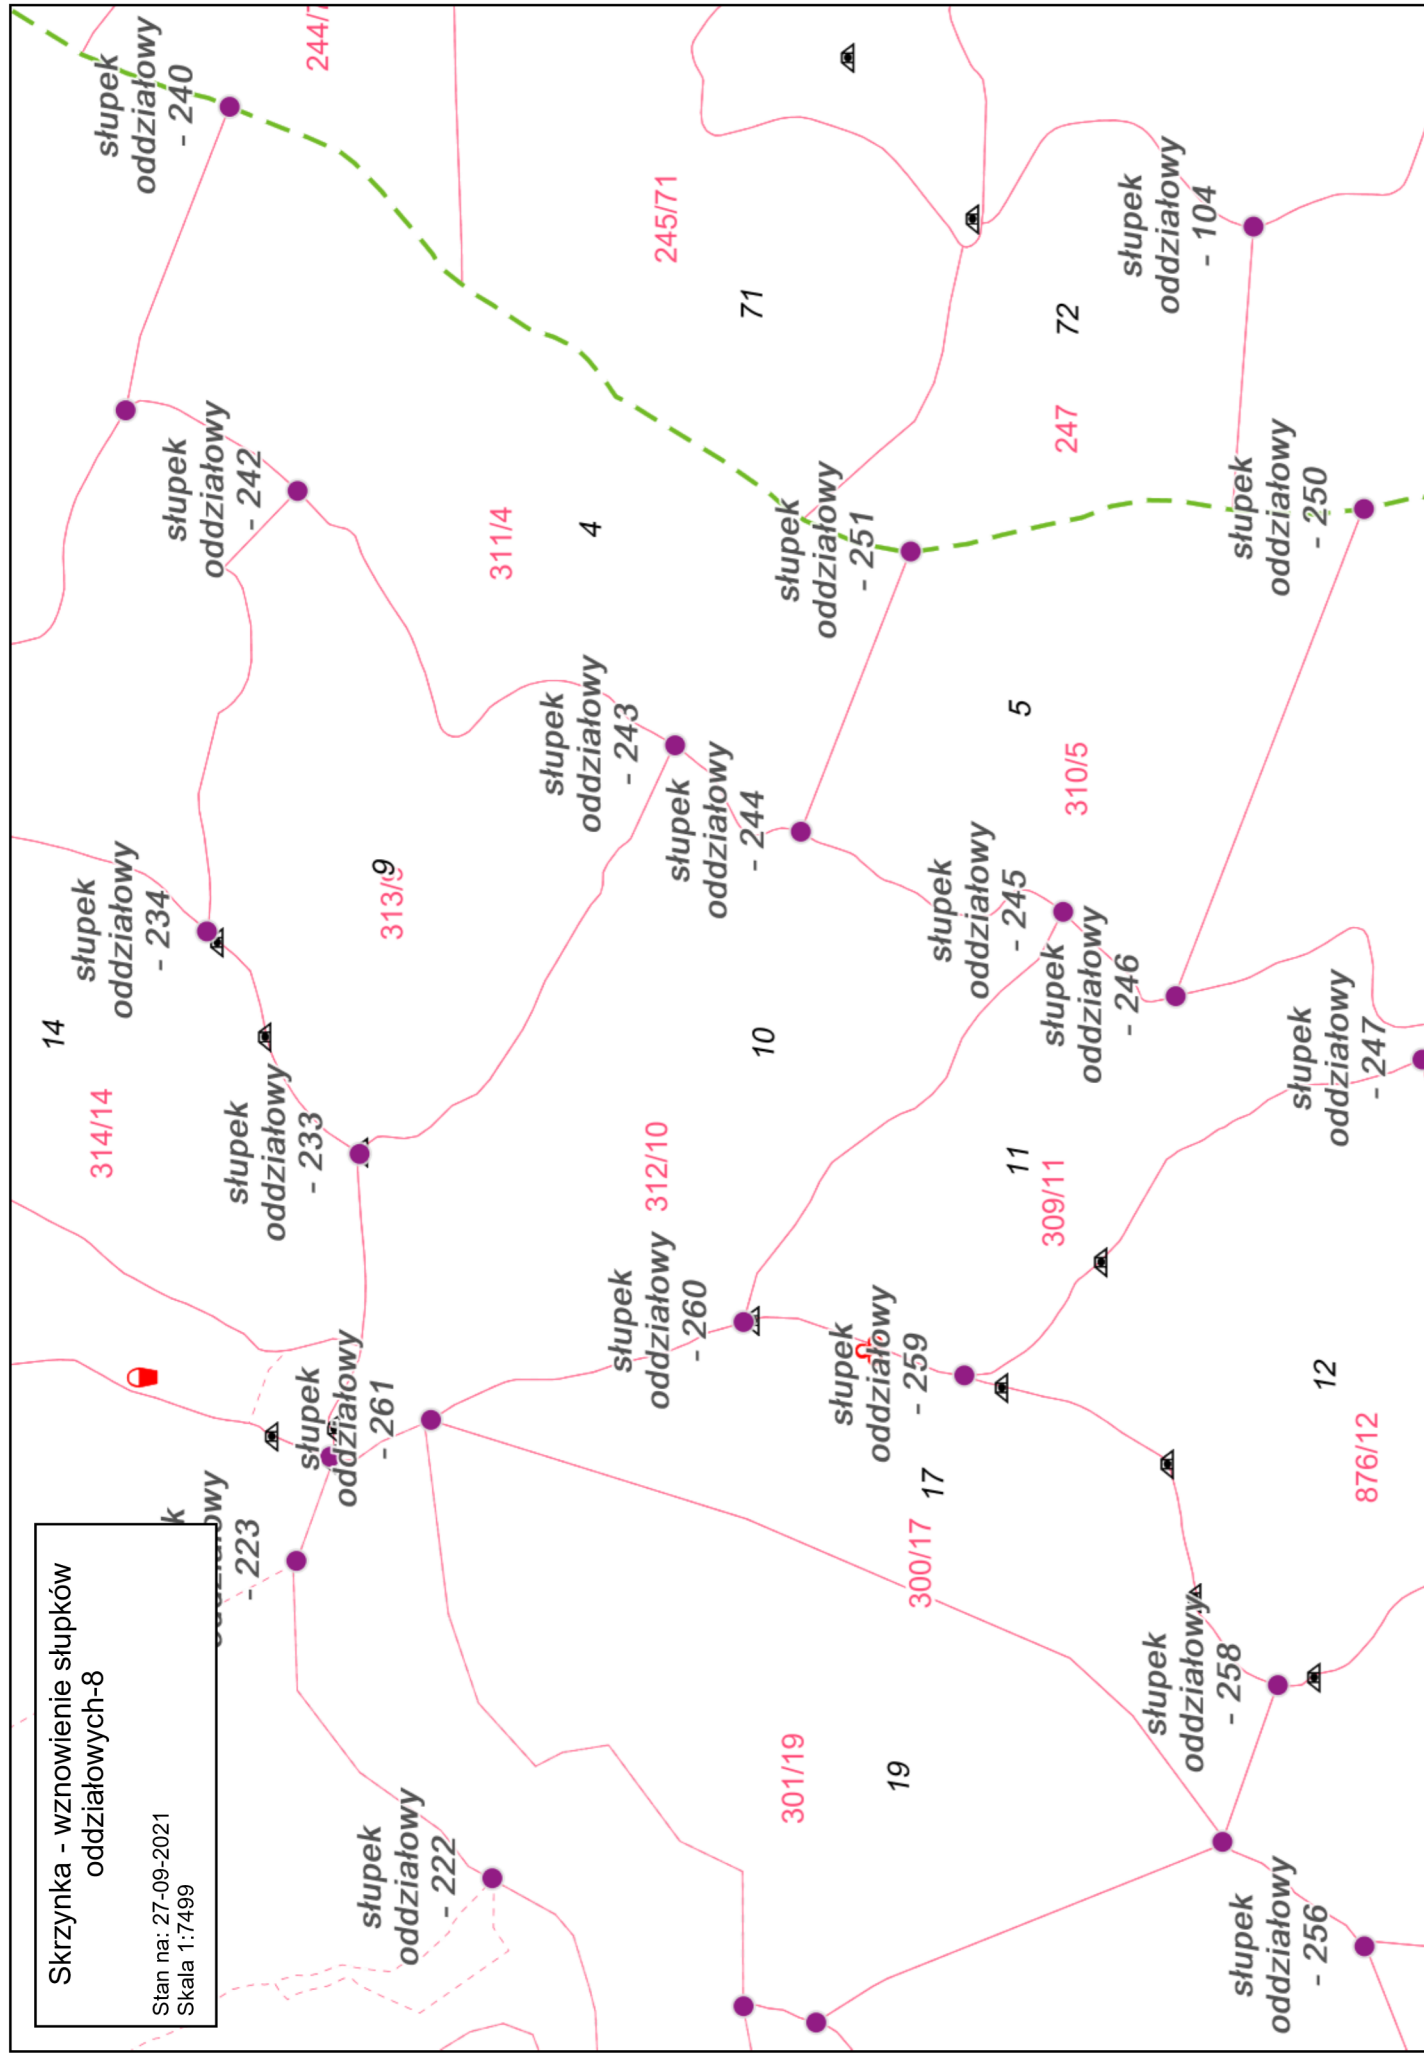 Skrzynka - wznowienie słupków
oddziałowych-8
Stan na: 27-09-2021
Skala 1:7499
słupek
oddziałowy
- 222
- 223
słupek
oddziałowy
- 261
314/14
14
słupek
oddziałowy
- 233
słupek
oddziałowy
- 234
313/9
9
słupek
oddziałowy
- 242
słupek
oddziałowy
- 240
311/4
4
słupek
oddziałowy
- 243
słupek
oddziałowy
- 244
245/71
71
301/19
19
300/17
17
słupek
oddziałowy
- 260
312/10
10
słupek
oddziałowy
- 259
309/11
11
słupek
oddziałowy
- 245
słupek
oddziałowy
- 246
310/5
5
słupek
oddziałowy
- 251
247
72
słupek
oddziałowy
- 104
słupek
oddziałowy
- 250
słupek
oddziałowy
- 247
876/12
12
słupek
oddziałowy
- 258
słupek
oddziałowy
- 256